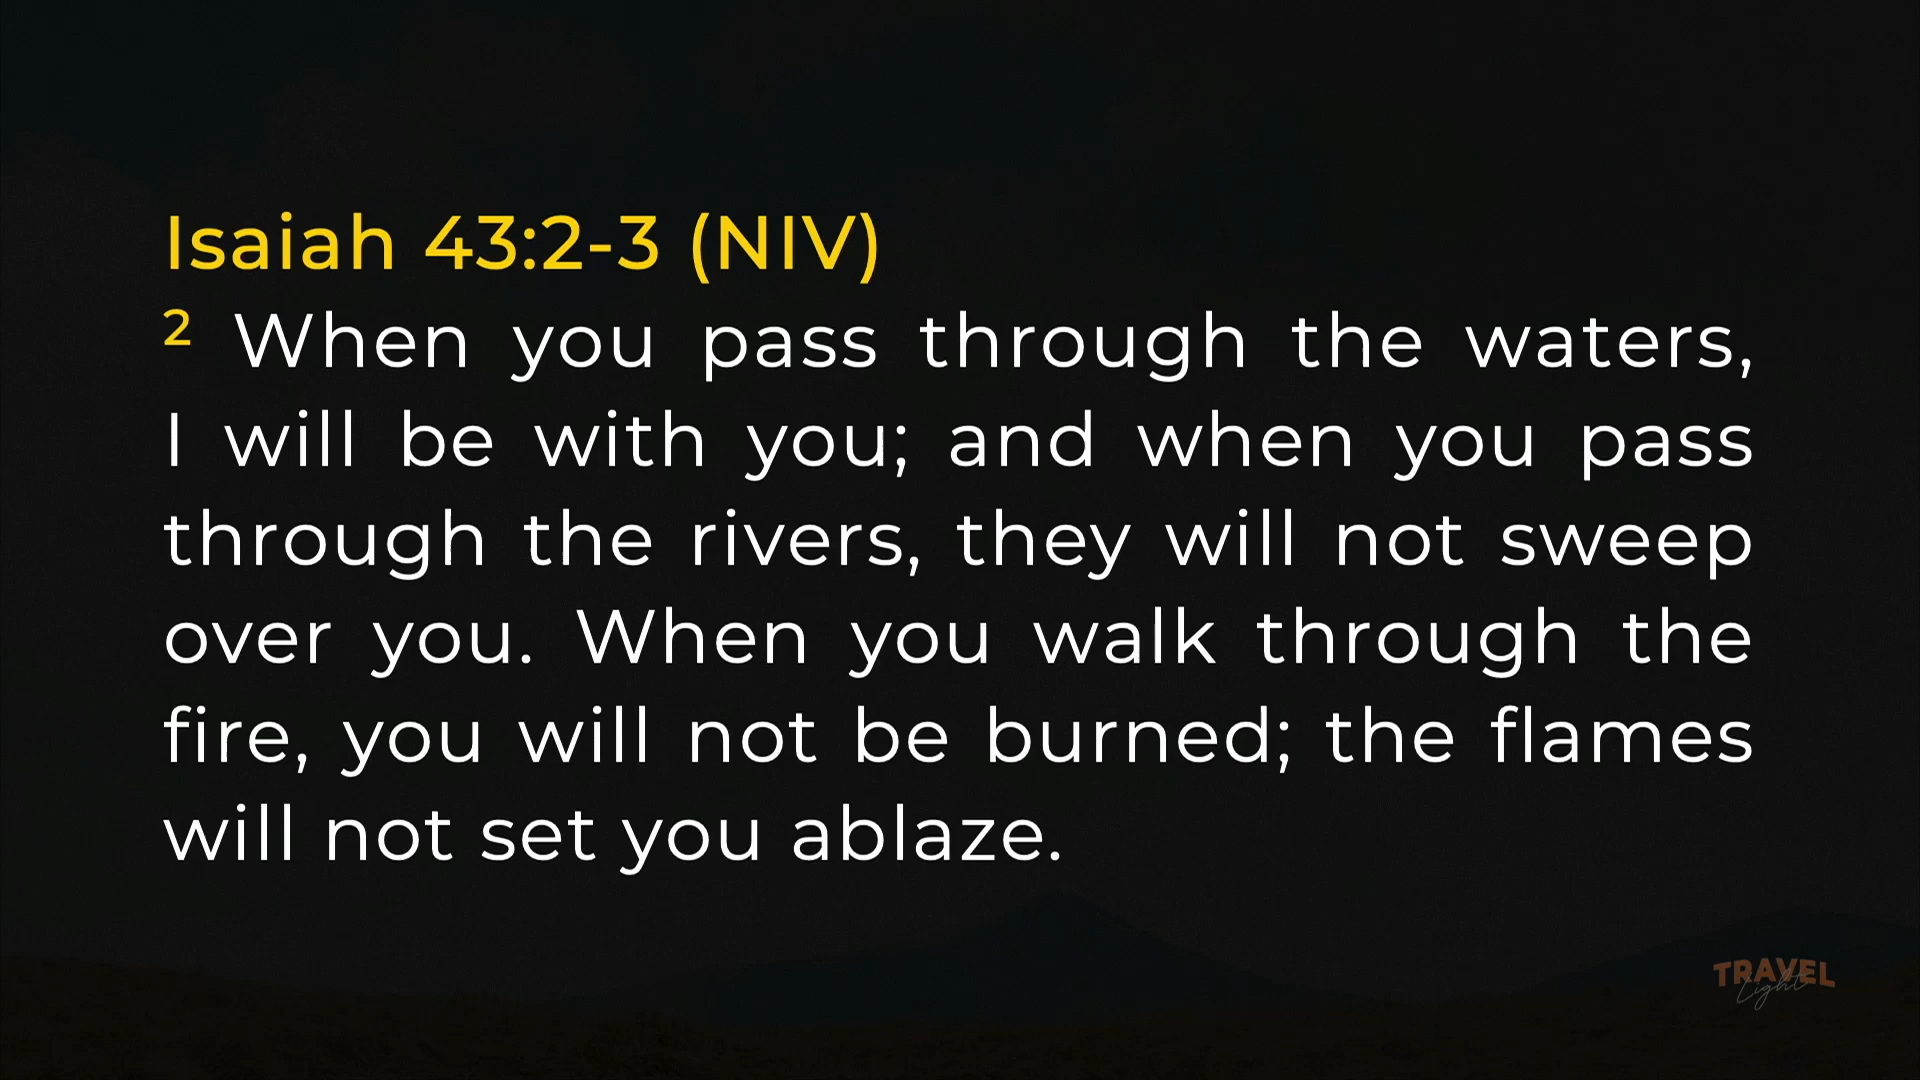 Isaiah 43:2-3 (NIV)
2 When you pass through the waters,
I will be with you; and when you pass
through the rivers, they will not sweep
over you. When you walk through the
fire, you will not be burned; the flames
will not set you ablaze.
TRAVEL
Light